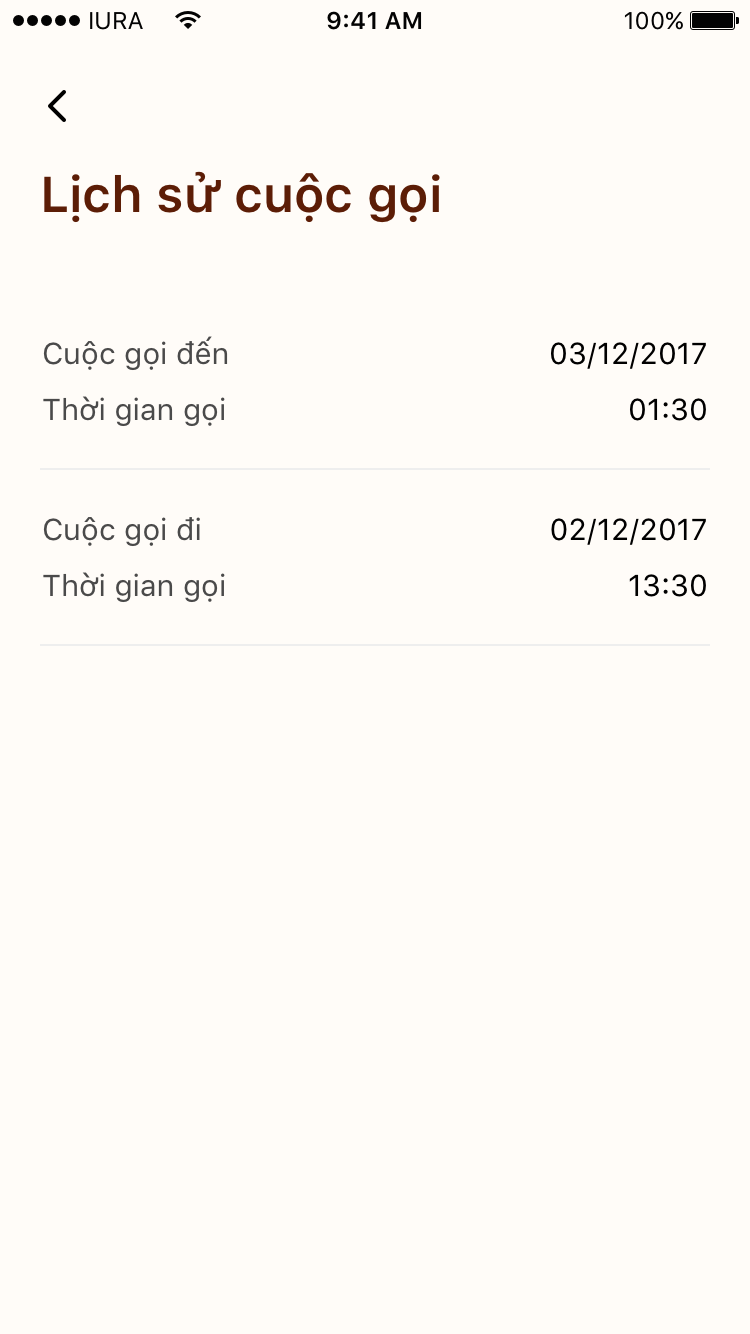 IURA 9:41 AM 100%
Lịch sử cuộc gọi
Cuộc gọi đến 03/12/2017
Thời gian gọi 01:30
Cuộc gọi đi 02/12/2017
Thời gian gọi 13:30